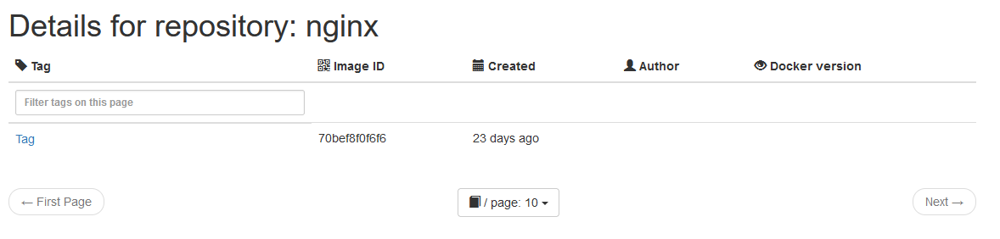 Details for repository: nginx
Tag Image ID Created Author Docker version
Filter tags on this page
Tag 70bef8f0f6f6 23 days ago
← First Page / page: 10 Next →